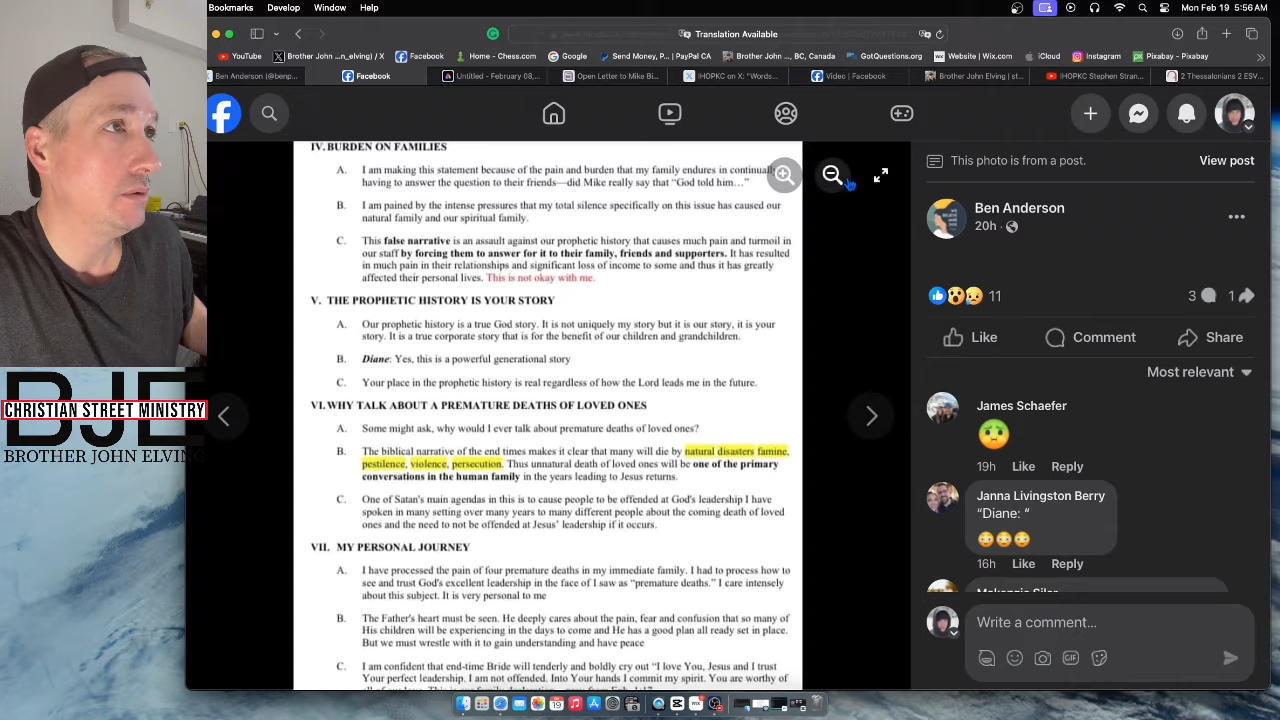 Bookmarks Develop Window Help Mon Feb 19 5:56 AM
Translation Available
YouTube Brother John ...n_elving) / X Facebook Home - Chess.com Google Send Money, P... | PayPal CA Brother John ..., BC, Canada GotQuestions.org Website | Wix.com iCloud Instagram Pixabay - Pixabay
Ben Anderson (@benp... Facebook Untitled - February 08,... Open Letter to Mike Bi... IHOPKC on X: "Words... Video | Facebook Brother John Elving | st... IHOPKC Stephen Stran... 2 Thessalonians 2 ESV...
IV. BURDEN ON FAMILIES
A. I am making this statement because of the pain and burden that my family endures in continually
having to answer the question to their friends—did Mike really say that “God told him…”
B. I am pained by the intense pressures that my total silence specifically on this issue has caused our
natural family and our spiritual family.
C. This false narrative is an assault against our prophetic history that causes much pain and turmoil in
our staff by forcing them to answer for it to their family, friends and supporters. It has resulted
in much pain in their relationships and significant loss of income to some and thus it has greatly
affected their personal lives. This is not okay with me.
V. THE PROPHETIC HISTORY IS YOUR STORY
A. Our prophetic history is a true God story. It is not uniquely my story but it is our story, it is your
story. It is a true corporate story that is for the benefit of our children and grandchildren.
B. Diane: Yes, this is a powerful generational story
C. Your place in the prophetic history is real regardless of how the Lord leads me in the future.
VI. WHY TALK ABOUT A PREMATURE DEATHS OF LOVED ONES
A. Some might ask, why would I ever talk about premature deaths of loved ones?
B. The biblical narrative of the end times makes it clear that many will die by natural disasters famine,
pestilence, violence, persecution. Thus unnatural death of loved ones will be one of the primary
conversations in the human family in the years leading to Jesus returns.
C. One of Satan's main agendas in this is to cause people to be offended at God's leadership I have
spoken in many setting over many years to many different people about the coming death of loved
ones and the need to not be offended at Jesus' leadership if it occurs.
VII. MY PERSONAL JOURNEY
A. I have processed the pain of four premature deaths in my immediate family. I had to process how to
see and trust God's excellent leadership in the face of I saw as “premature deaths.” I care intensely
about this subject. It is very personal to me
B. The Father's heart must be seen. He deeply cares about the pain, fear and confusion that so many of
His children will be experiencing in the days to come and He has a good plan all ready set in place.
But we must wrestle with it to gain understanding and have peace
C. I am confident that end-time Bride will tenderly and boldly cry out “I love You, Jesus and I trust
Your perfect leadership. I am not offended. Into Your hands I commit my spirit. You are worthy of
This photo is from a post. View post
Ben Anderson
20h
11 3
Like Comment Share
Most relevant
James Schaefer
19h Like Reply
Janna Livingston Berry
“Diane: “
16h Like Reply
Makenzie Siler
Write a comment...
GIF
BJE
CHRISTIAN STREET MINISTRY
BROTHER JOHN ELVING